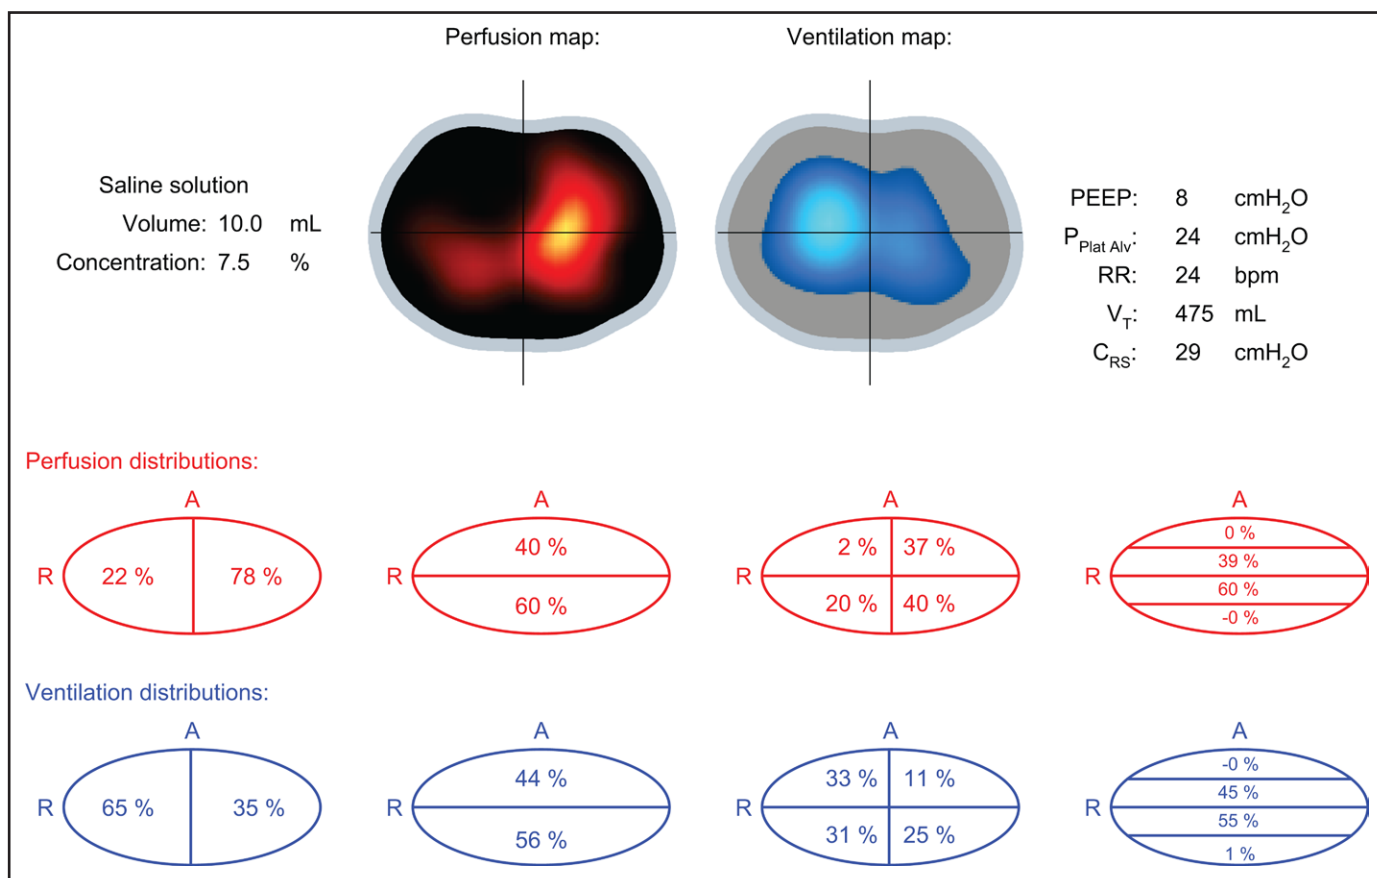 Perfusion map: Ventilation map:
Saline solution
Volume: 10.0 mL
Concentration: 7.5 %
PEEP: 8 cmH2O
PPlat Alv: 24 cmH2O
RR: 24 bpm
VT: 475 mL
CRS: 29 cmH2O
Perfusion distributions:
A
R 22 % 78 %
A
R
40 %
60 %
A
R
2 % 37 %
20 % 40 %
A
R
0 %
39 %
60 %
-0 %
Ventilation distributions:
A
R 65 % 35 %
A
R
44 %
56 %
A
R
33 % 11 %
31 % 25 %
A
R
-0 %
45 %
55 %
1 %